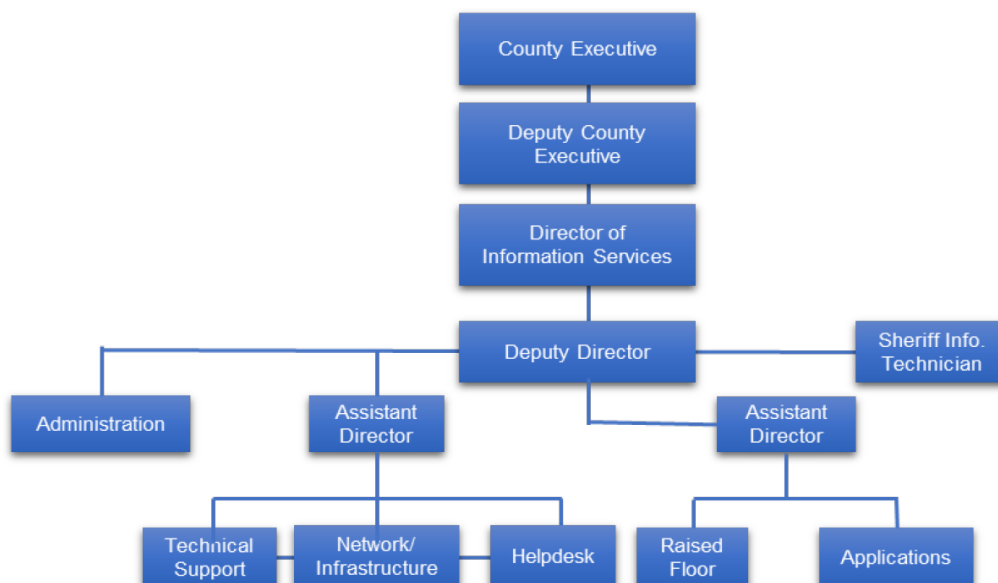 County Executive
Deputy County
Executive
Director of
Information Services
Deputy Director
Sheriff Info.
Technician
Administration
Assistant
Director
Assistant
Director
Technical
Support
Network/
Infrastructure
Helpdesk
Raised
Floor
Applications